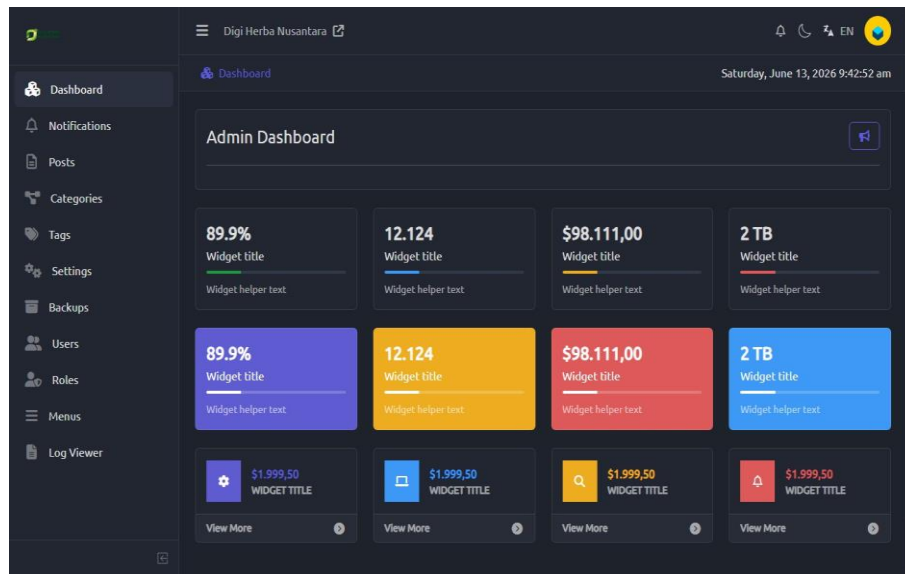 Digi Herba Nusantara
EN
Dashboard
Saturday, June 13, 2026 9:42:52 am
Dashboard
Notifications
Posts
Categories
Tags
Settings
Backups
Users
Roles
Menus
Log Viewer
Admin Dashboard
89.9%
Widget title
Widget helper text
12.124
Widget title
Widget helper text
$98.111,00
Widget title
Widget helper text
2 TB
Widget title
Widget helper text
89.9%
Widget title
Widget helper text
12.124
Widget title
Widget helper text
$98.111,00
Widget title
Widget helper text
2 TB
Widget title
Widget helper text
$1.999,50
WIDGET TITLE
View More
$1.999,50
WIDGET TITLE
View More
$1.999,50
WIDGET TITLE
View More
$1.999,50
WIDGET TITLE
View More